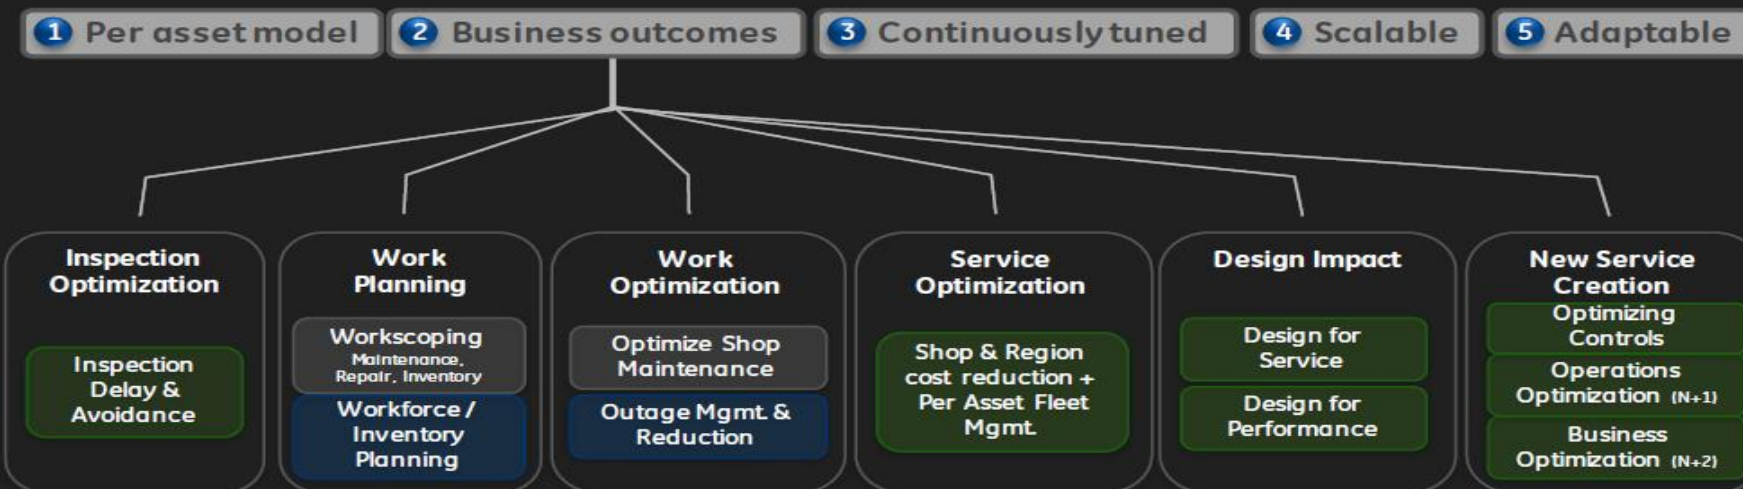 1 Per asset model
2 Business outcomes
3 Continuously tuned
4 Scalable
5 Adaptable
Inspection
Optimization
Inspection
Delay &
Avoidance
Work
Planning
Workscoping
Maintenance,
Repair, Inventory
Workforce /
Inventory
Planning
Work
Optimization
Optimize Shop
Maintenance
Outage Mgmt. &
Reduction
Service
Optimization
Shop & Region
cost reduction +
Per Asset Fleet
Mgmt.
Design Impact
Design for
Service
Design for
Performance
New Service
Creation
Optimizing
Controls
Operations
Optimization (N+1)
Business
Optimization (N+2)